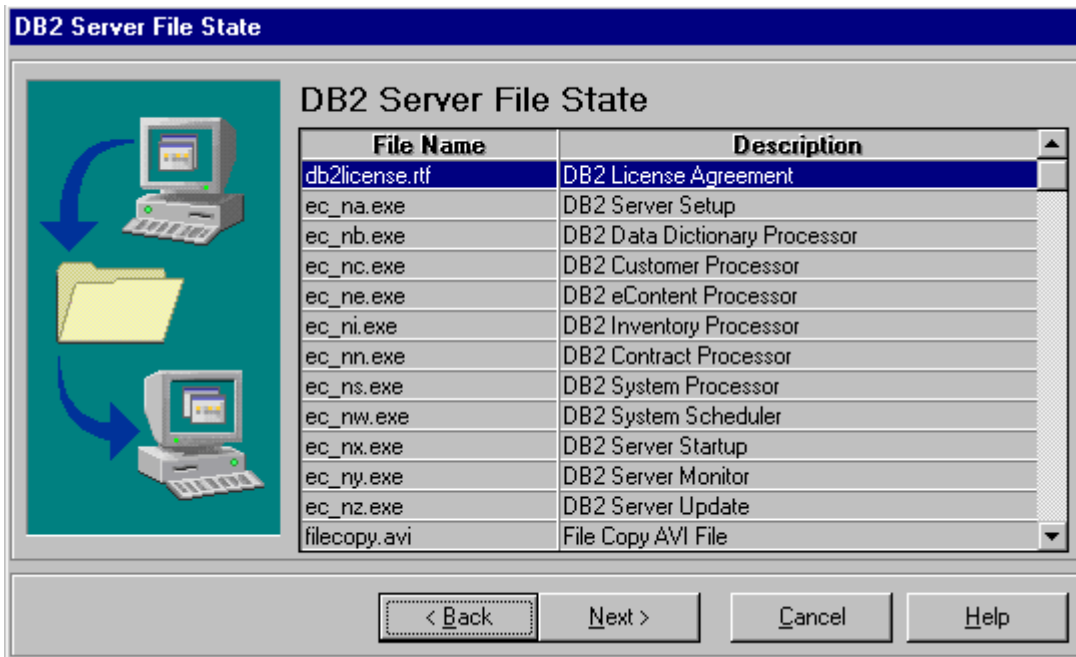 DB2 Server File State
DB2 Server File State
File Name Description
db2license.rtf DB2 License Agreement
ec_na.exe DB2 Server Setup
ec_nb.exe DB2 Data Dictionary Processor
ec_nc.exe DB2 Customer Processor
ec_ne.exe DB2 eContent Processor
ec_ni.exe DB2 Inventory Processor
ec_nn.exe DB2 Contract Processor
ec_ns.exe DB2 System Processor
ec_nw.exe DB2 System Scheduler
ec_nx.exe DB2 Server Startup
ec_ny.exe DB2 Server Monitor
ec_nz.exe DB2 Server Update
filecopy.avi File Copy AVI File
< Back Next > Cancel Help